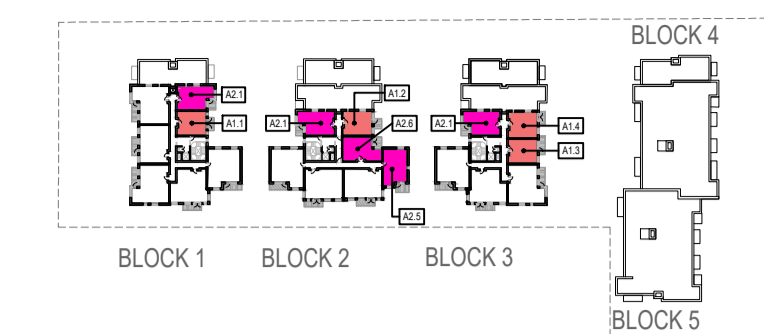 BLOCK 4
A2.1
A1.1
A1.2
A2.1
A2.6
A2.5
A2.1
A1.4
A1.3
BLOCK 1
BLOCK 2
BLOCK 3
BLOCK 5